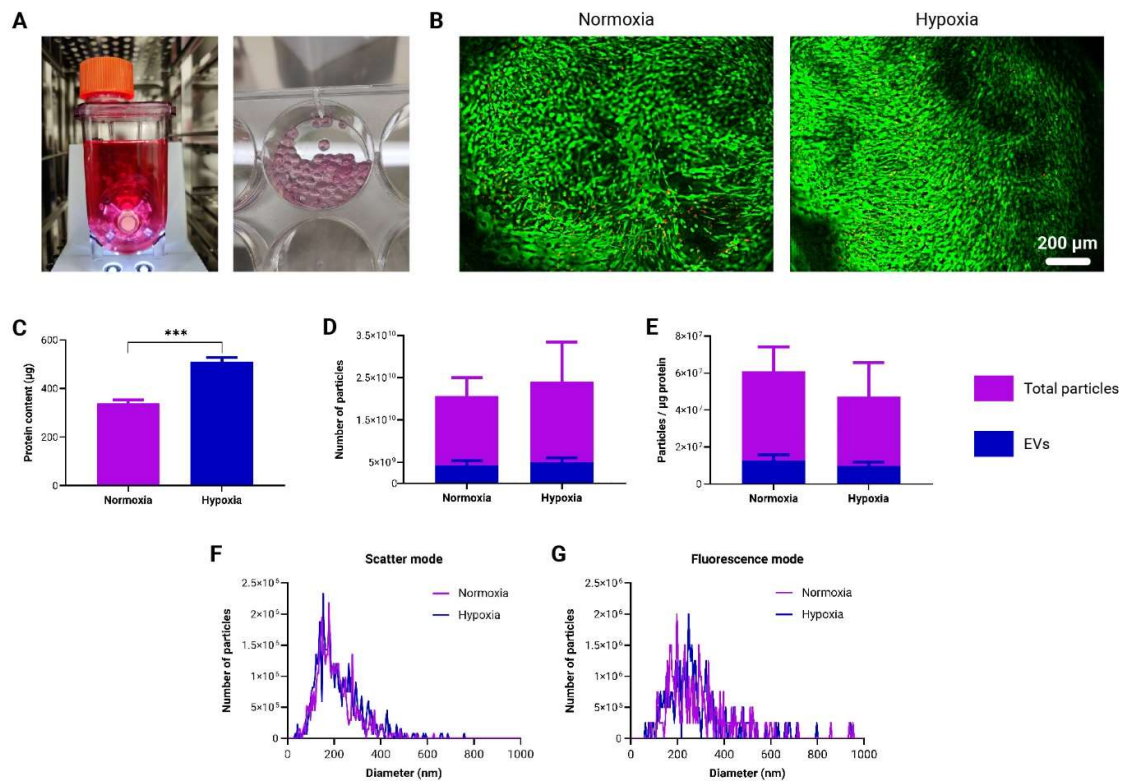 A
B
Normoxia
Hypoxia
200 μm
C
Protein content (μg)
600
400
200
0
***
Normoxia
Hypoxia
D
Number of particles
3.5×10¹⁰
2.5×10¹⁰
1.5×10¹⁰
5×10⁹
0
Normoxia
Hypoxia
E
Particles / μg protein
8×10⁷
6×10⁷
4×10⁷
2×10⁷
0
Normoxia
Hypoxia
Total particles
EVs
F
Scatter mode
Number of particles
2.5×10⁶
2×10⁶
1.5×10⁶
1×10⁶
5×10⁵
0
Normoxia
Hypoxia
0 200 400 600 800 1000
Diameter (nm)
G
Fluorescence mode
Number of particles
2.5×10⁶
2×10⁶
1.5×10⁶
1×10⁶
5×10⁵
0
Normoxia
Hypoxia
0 200 400 600 800 1000
Diameter (nm)